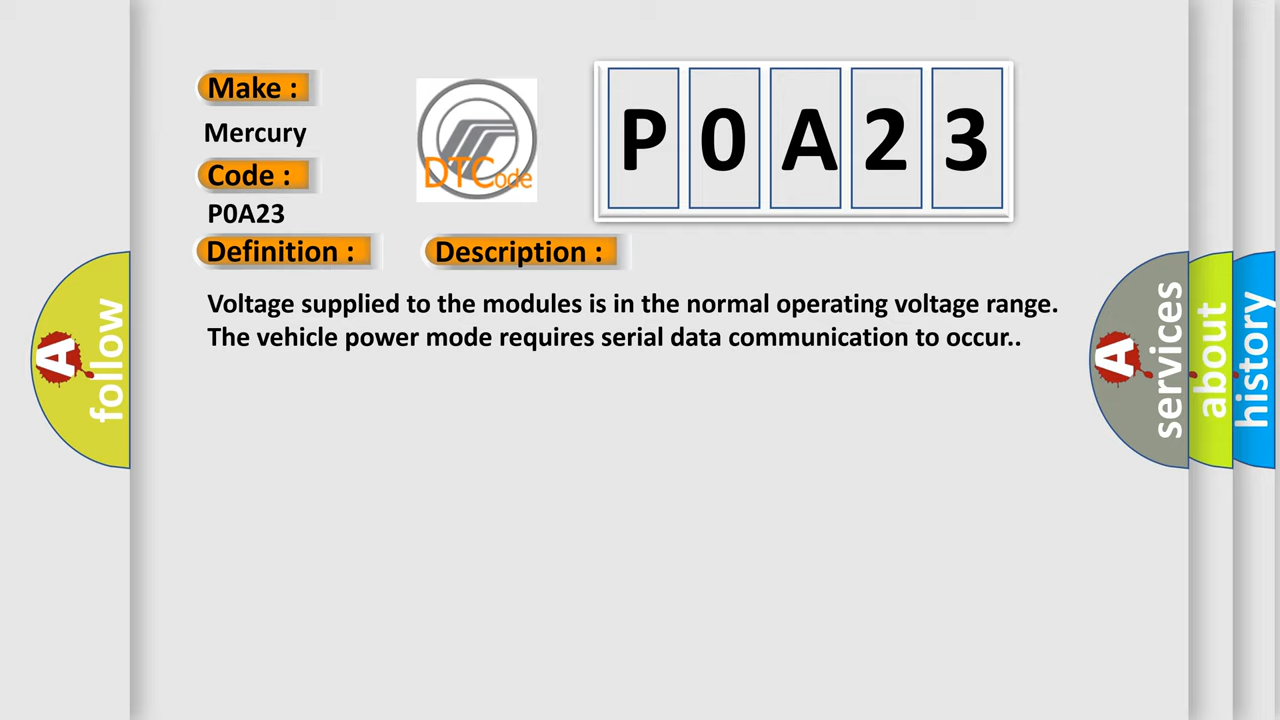 Make :
Mercury
Code :
P0A23
Definition :
Description :
Voltage supplied to the modules is in the normal operating voltage range.
The vehicle power mode requires serial data communication to occur..
DTCode
P 0 A 2 3
A follow
A services
about
history